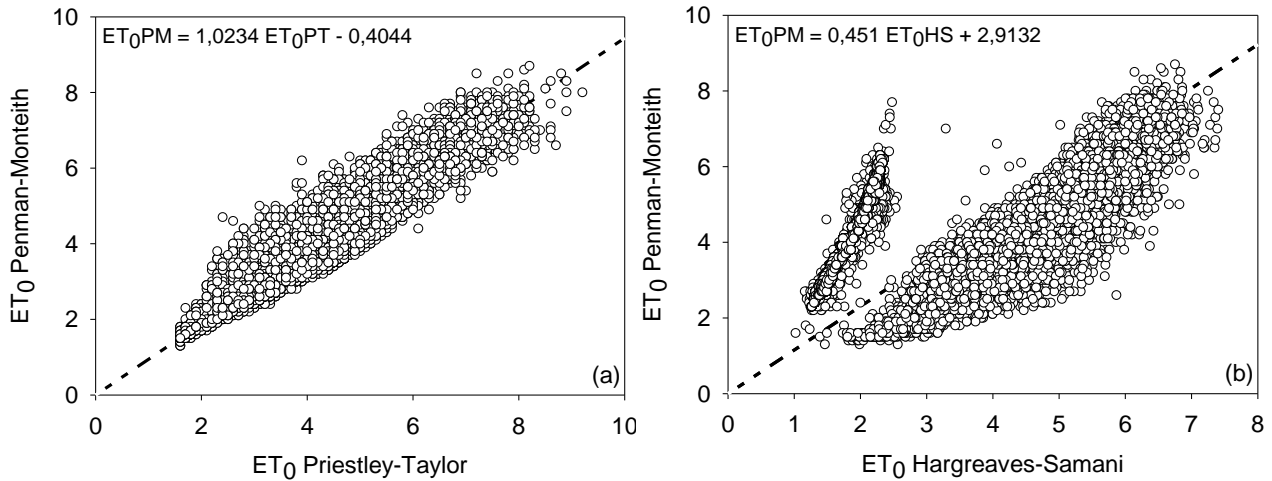 ET0PM = 1,0234 ET0PT - 0,4044
10
8
6
4
2
0
ET0 Penman-Monteith
(a)
0 2 4 6 8 10
ET0 Priestley-Taylor
ET0PM = 0,451 ET0HS + 2,9132
10
8
6
4
2
0
ET0 Penman-Monteith
(b)
0 1 2 3 4 5 6 7 8
ET0 Hargreaves-Samani